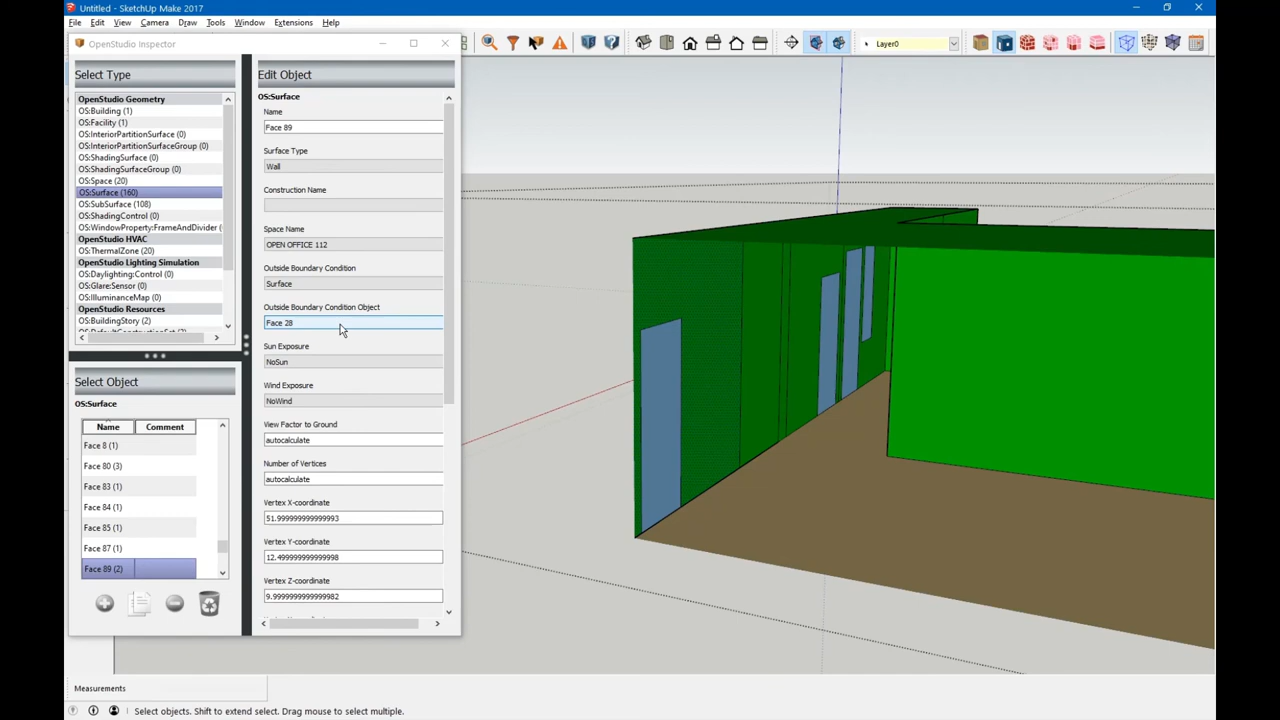 Untitled - SketchUp Make 2017
File Edit View Camera Draw Tools Window Extensions Help
OpenStudio Inspector
Layer0
Select Type
OpenStudio Geometry
OS:Building (1)
OS:Facility (1)
OS:InteriorPartitionSurface (0)
OS:InteriorPartitionSurfaceGroup (0)
OS:ShadingSurface (0)
OS:ShadingSurfaceGroup (0)
OS:Space (20)
OS:Surface (160)
OS:SubSurface (108)
OS:ShadingControl (0)
OS:WindowProperty:FrameAndDivider (
OpenStudio HVAC
OS:ThermalZone (20)
OpenStudio Lighting Simulation
OS:Daylighting:Control (0)
OS:Glare:Sensor (0)
OS:IlluminanceMap (0)
OpenStudio Resources
OS:BuildingStory (2)
Select Object
OS:Surface
Name Comment
Face 8 (1)
Face 80 (3)
Face 83 (1)
Face 84 (1)
Face 85 (1)
Face 87 (1)
Face 89 (2)
Edit Object
OS:Surface
Name
Face 89
Surface Type
Wall
Construction Name
Space Name
OPEN OFFICE 112
Outside Boundary Condition
Surface
Outside Boundary Condition Object
Face 28
Sun Exposure
NoSun
Wind Exposure
NoWind
View Factor to Ground
autocalculate
Number of Vertices
autocalculate
Vertex X-coordinate
51.999999999999993
Vertex Y-coordinate
12.499999999999998
Vertex Z-coordinate
9.9999999999999982
Measurements
Select objects. Shift to extend select. Drag mouse to select multiple.